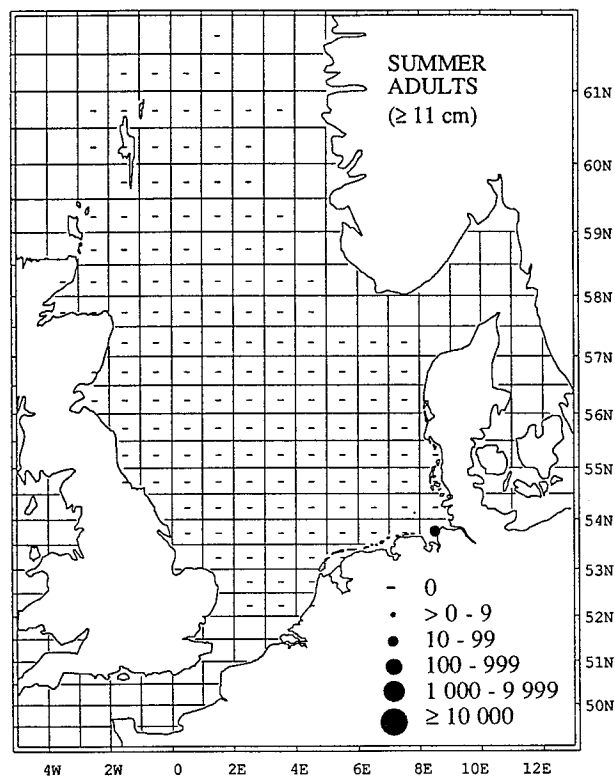 SUMMER
ADULTS
(≥ 11 cm)
61N
60N
59N
58N
57N
56N
55N
54N
53N
52N
51N
50N
- 0
> 0 - 9
10 - 99
100 - 999
1 000 - 9 999
≥ 10 000
4W 2W 0 2E 4E 6E 8E 10E 12E